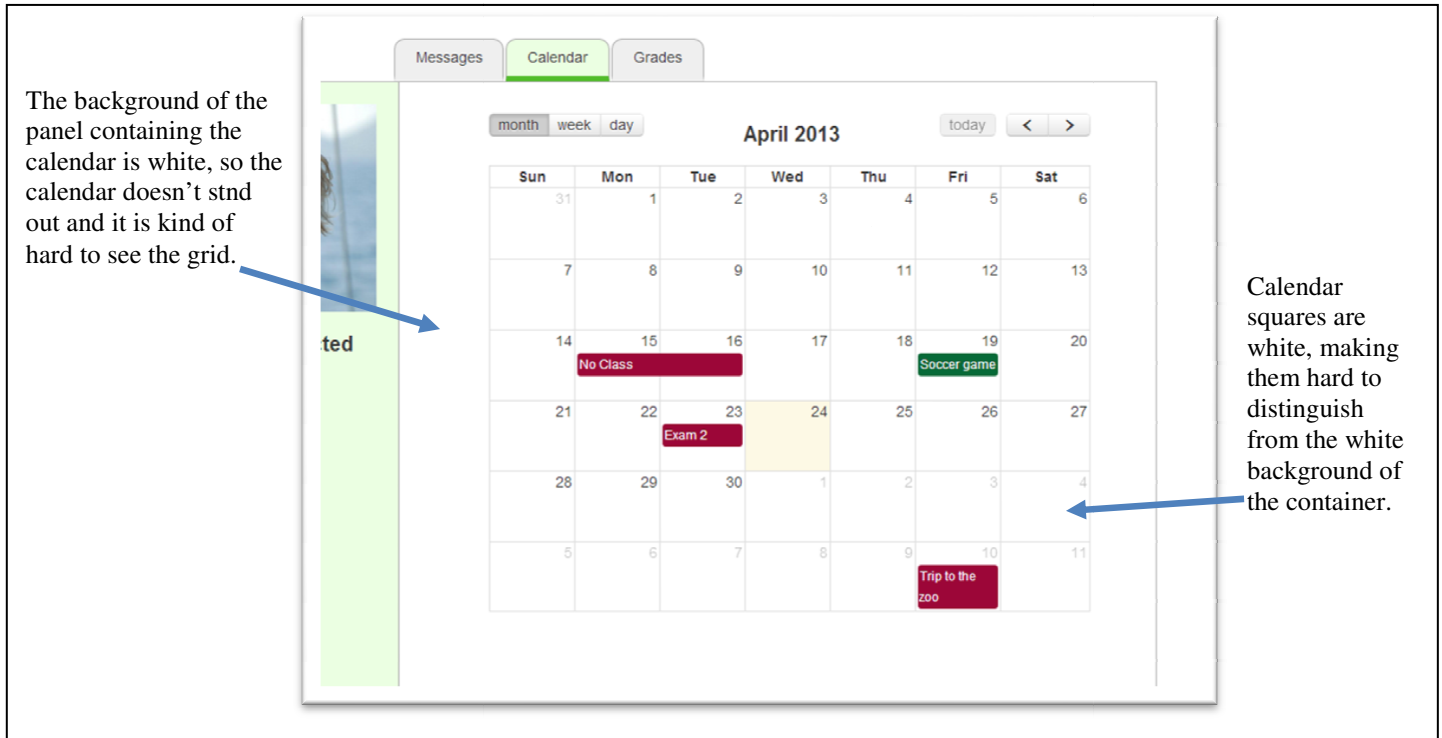 Messages Calendar Grades
The background of the
panel containing the
calendar is white, so the
calendar doesn't stnd
out and it is kind of
hard to see the grid.
month week day
April 2013
today < >
Sun Mon Tue Wed Thu Fri Sat
31 1 2 3 4 5 6
7 8 9 10 11 12 13
:ted
14 15 16 17 18 19 20
No Class Soccer game
21 22 23 24 25 26 27
Exam 2
28 29 30 1 2 3 4
5 6 7 8 9 10 11
Trip to the
zoo
Calendar
squares are
white, making
them hard to
distinguish
from the white
background of
the container.